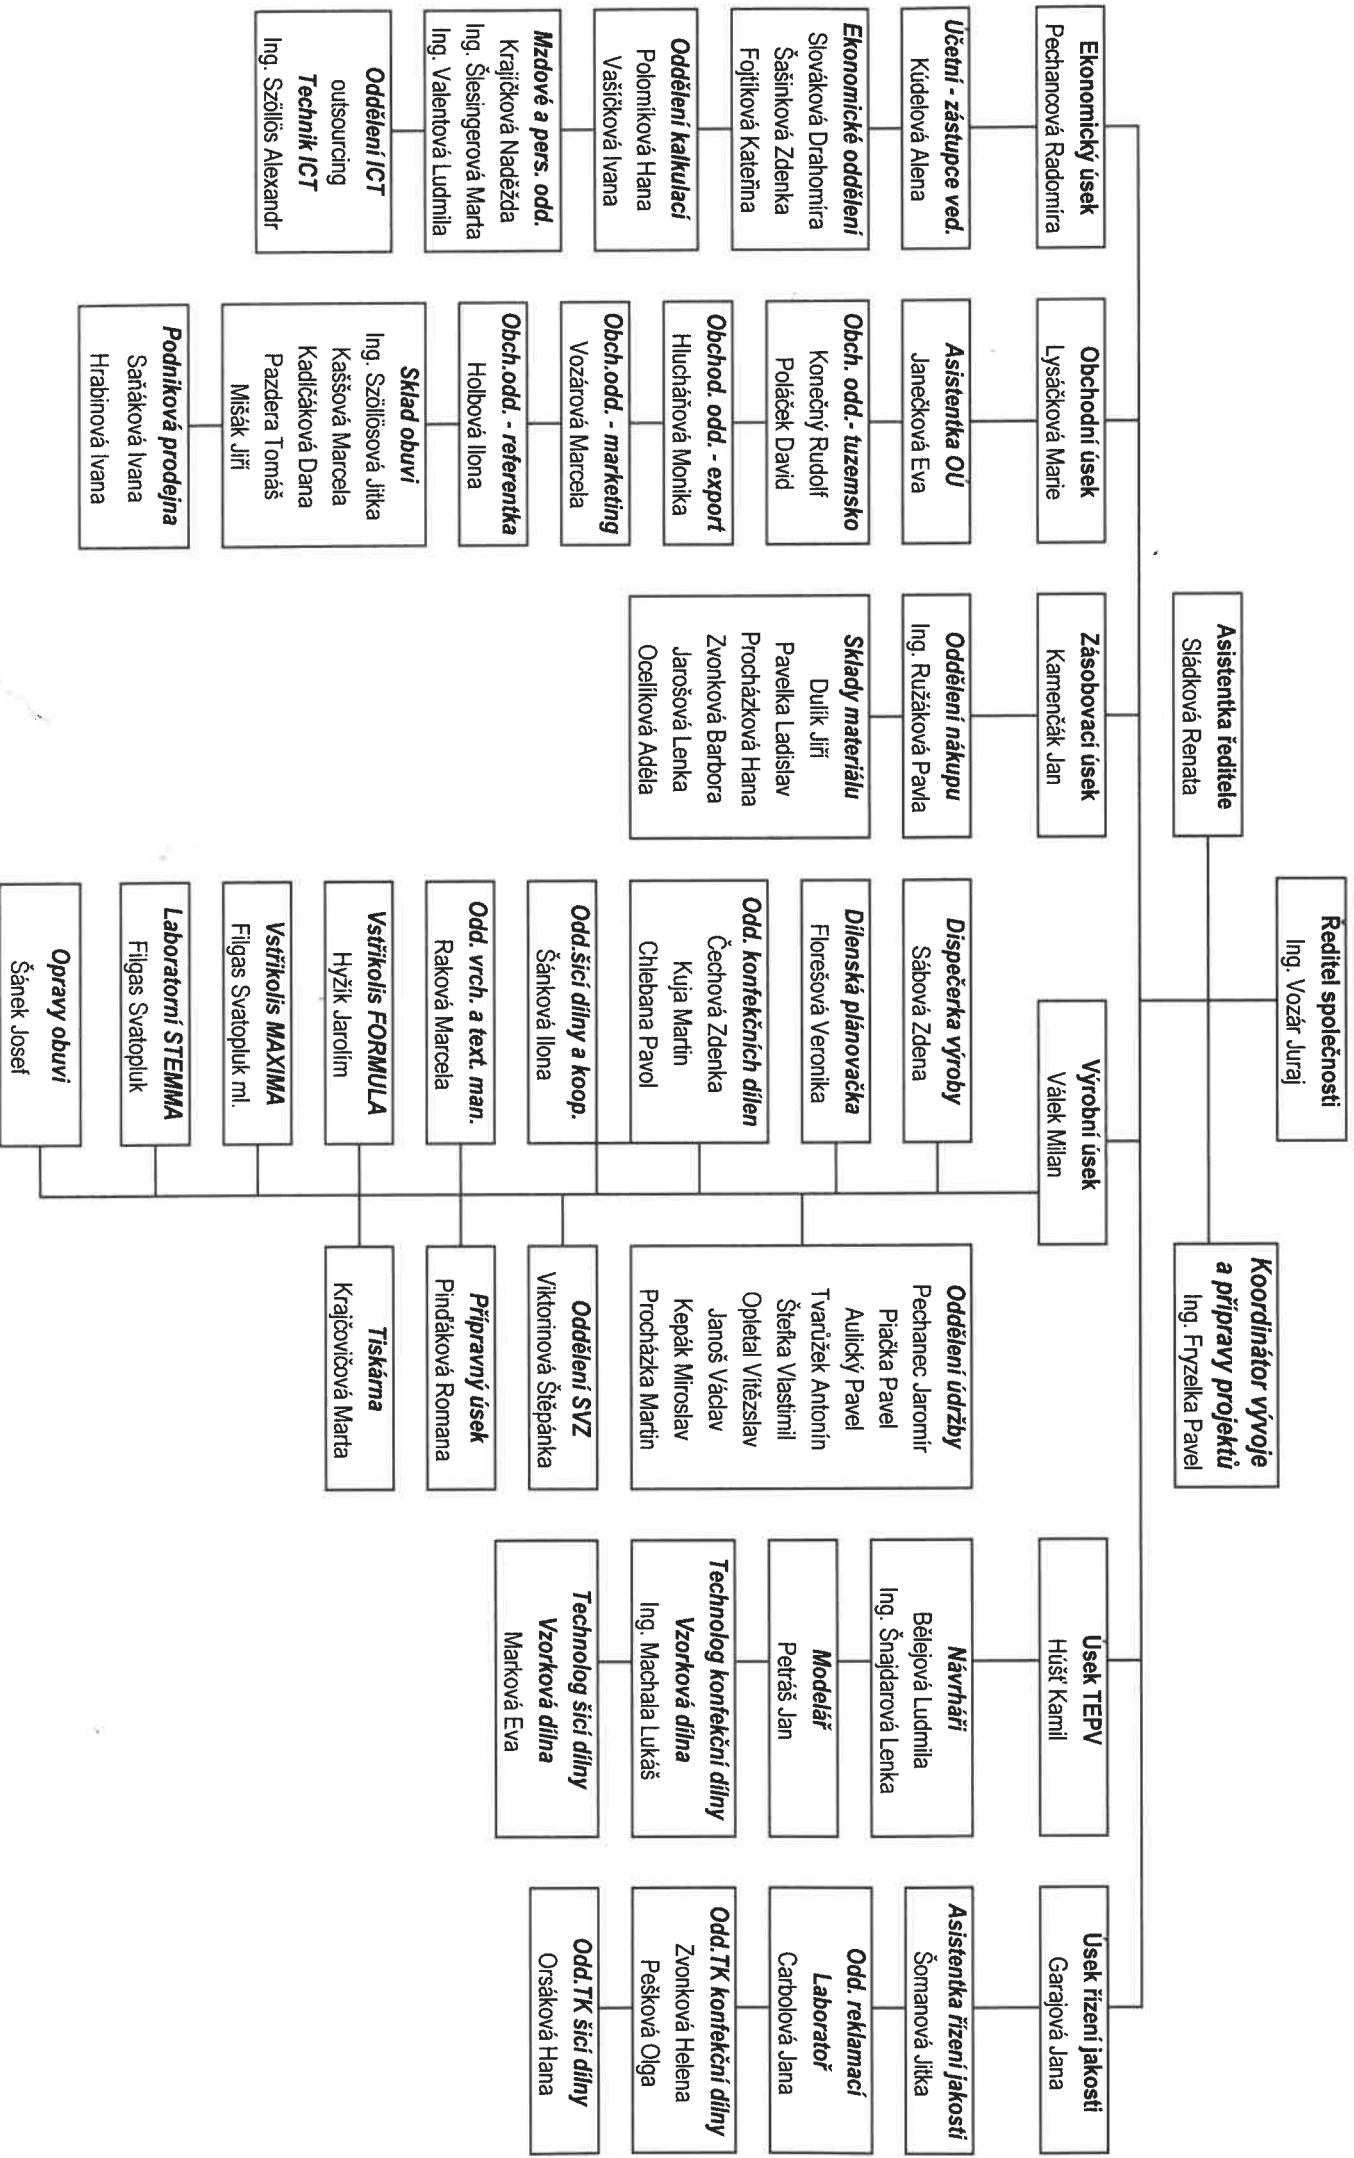 Ředitel společnosti
Ing. Vozár Juraj
Asistentka ředitele
Sládková Renata
Koordinátor vývoje
a přípravy projektů
Ing. Fryzelka Pavel
Ekonomický úsek
Pechancová Radomíra
Účetní - zástupce ved.
Kúdelová Alena
Ekonomické oddělení
Slováková Drahomíra
Šašinková Zdenka
Fojtíková Kateřina
Oddělení kalkulací
Polomíková Hana
Vašíčková Ivana
Mzdové a pers. odd.
Krajíčková Naděžda
Ing. Šlesingerová Marta
Ing. Valentová Ludmila
Oddělení ICT
outsourcing
Technik ICT
Ing. Szöllös Alexandr
Obchodní úsek
Lysáčková Marie
Asistentka OÚ
Janečková Eva
Obch. odd.- tuzemsko
Konečný Rudolf
Poláček David
Obchod. odd. - export
Hlucháňová Monika
Obch.odd. - marketing
Vozárová Marcela
Obch.odd. - referentka
Holbová Ilona
Sklad obuvi
Ing. Szöllösová Jitka
Kaššová Marcela
Kadlčáková Dana
Pazdera Tomáš
Mišák Jiří
Podniková prodejna
Saňáková Ivana
Hrabinová Ivana
Zásobovací úsek
Kamenčák Jan
Oddělení nákupu
Ing. Ružáková Pavla
Sklady materiálu
Dulík Jiří
Pavelka Ladislav
Procházková Hana
Zvonková Barbora
Jarošová Lenka
Ocelíková Adéla
Výrobní úsek
Válek Milan
Dispečerka výroby
Sábová Zdena
Dílenská plánovačka
Florešová Veronika
Odd. konfekčních dílen
Čechová Zdenka
Kuja Martin
Chlebana Pavol
Odd.šicí dílny a koop.
Šánková Ilona
Odd. vrch. a text. man.
Raková Marcela
Vstřikolis FORMULA
Hyžík Jarolím
Vstřikolis MAXIMA
Filgas Svatopluk ml.
Laboratorní STEMMA
Filgas Svatopluk
Opravy obuvi
Šánek Josef
Oddělení údržby
Pechanec Jaromír
Piačka Pavel
Aulický Pavel
Tvarůžek Antonín
Štefka Vlastimil
Opletal Vítězslav
Janoš Václav
Kepák Miroslav
Procházka Martin
Oddělení SVZ
Viktorinová Štěpánka
Přípravný úsek
Pinďáková Romana
Tiskárna
Krajčovičová Marta
Úsek TEPV
Húšť Kamil
Návrháři
Bělejová Ludmila
Ing. Šnajdarová Lenka
Modelář
Petráš Jan
Technolog konfekční dílny
Vzorková dílna
Ing. Machala Lukáš
Technolog šicí dílny
Vzorková dílna
Marková Eva
Úsek řízení jakosti
Garajová Jana
Asistentka řízení jakosti
Šomanová Jitka
Odd. reklamací
Laboratoř
Carbolová Jana
Odd.TK konfekční dílny
Zvonková Helena
Pešková Olga
Odd.TK šicí dílny
Orsáková Hana